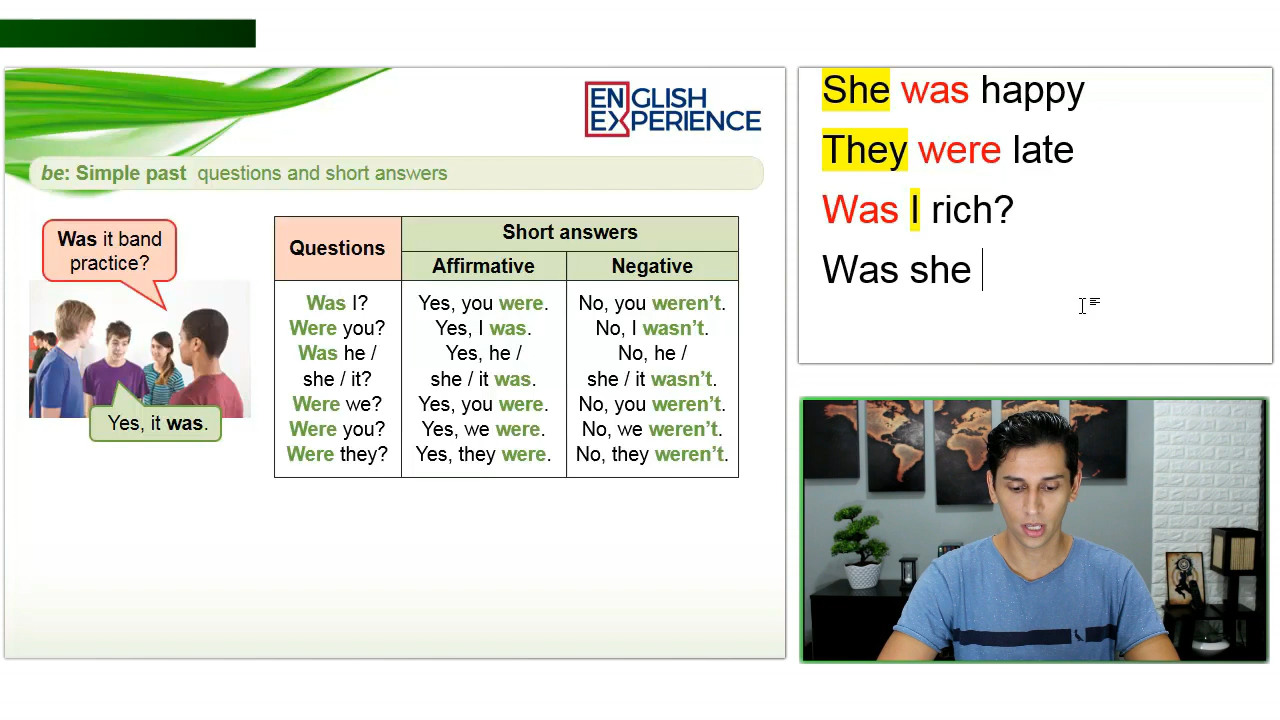 ENGLISH
EXPERIENCE
be: Simple past questions and short answers
Was it band
practice?
Yes, it was.
Questions
Short answers
Affirmative
Negative
Was I?
Yes, you were.
No, you weren’t.
Were you?
Yes, I was.
No, I wasn’t.
Was he /
she / it?
Yes, he /
she / it was.
No, he /
she / it wasn’t.
Were we?
Yes, you were.
No, you weren’t.
Were you?
Yes, we were.
No, we weren’t.
Were they?
Yes, they were.
No, they weren’t.
She was happy
They were late
Was I rich?
Was she